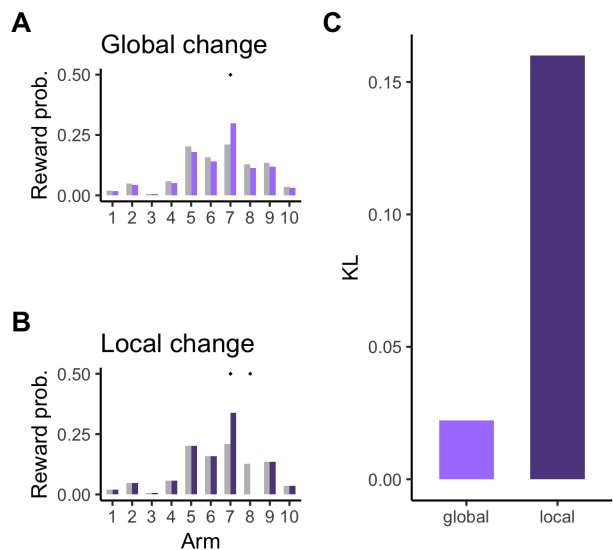 A
Global change
Reward prob.
0.50
0.25
0.00
1 2 3 4 5 6 7 8 9 10
B
Local change
Reward prob.
0.50
0.25
0.00
1 2 3 4 5 6 7 8 9 10
Arm
C
KL
0.15
0.10
0.05
0.00
global local